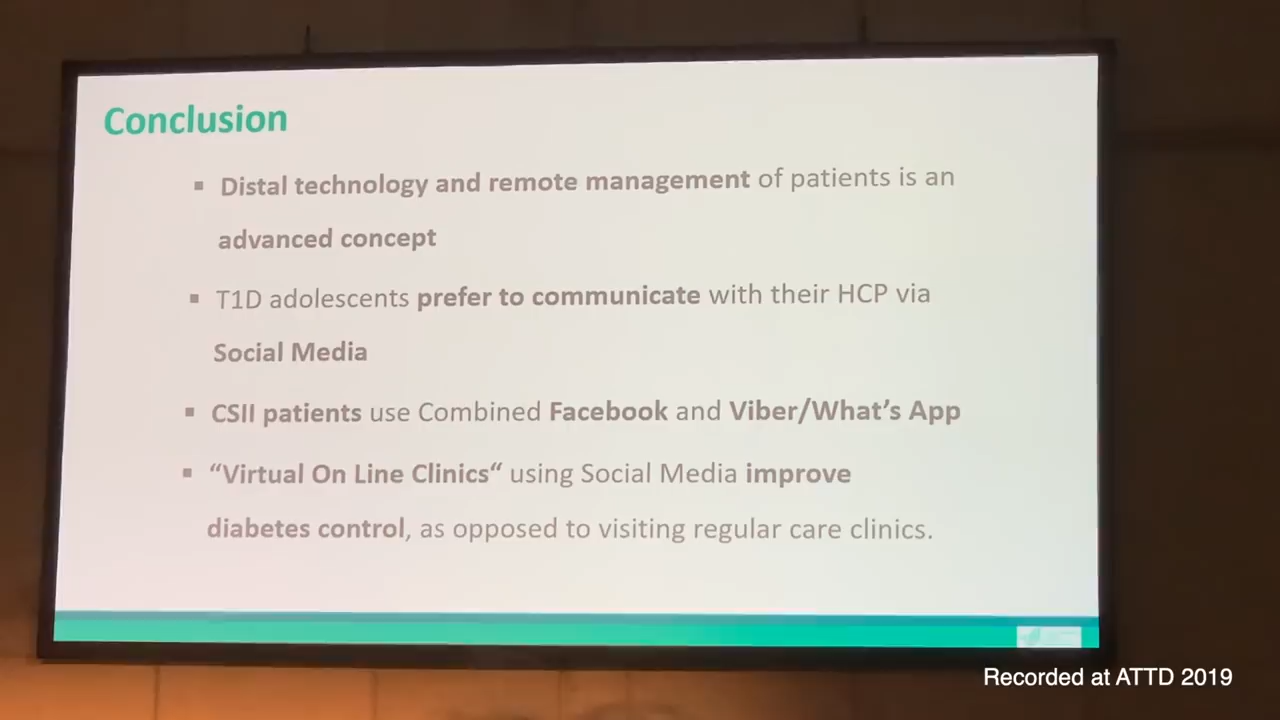 Conclusion
▪ Distal technology and remote management of patients is an
advanced concept
▪ T1D adolescents prefer to communicate with their HCP via
Social Media
▪ CSII patients use Combined Facebook and Viber/What's App
▪ “Virtual On Line Clinics“ using Social Media improve
diabetes control, as opposed to visiting regular care clinics.
Recorded at ATTD 2019